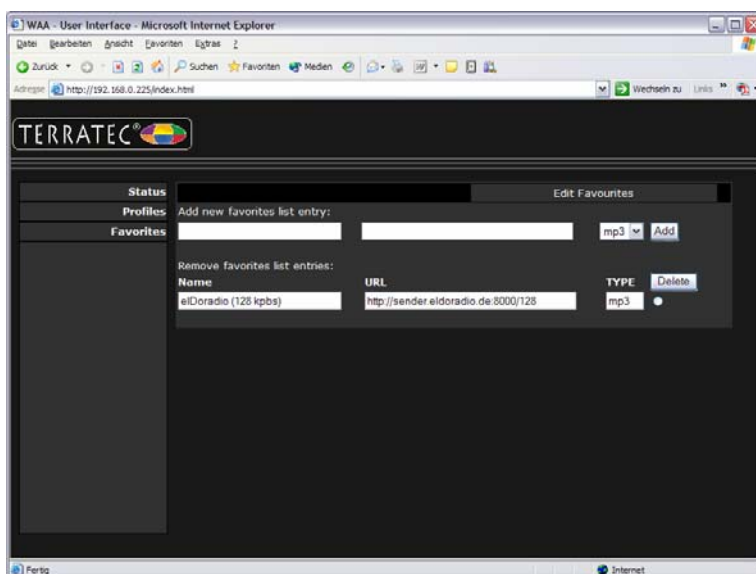 WAA - User Interface - Microsoft Internet Explorer
Datei Bearbeiten Ansicht Favoriten Extras ?
Zurück Suchen Favoriten Medien
Adresse http://192.168.0.225/index.html Wechseln zu Links »
TERRATEC®
Status Edit Favourites
Profiles Add new favorites list entry:
Favorites mp3 Add
Remove favorites list entries:
Name URL TYPE Delete
elDoradio (128 kpbs) http://sender.eldoradio.de:8000/128 mp3
Fertig Internet